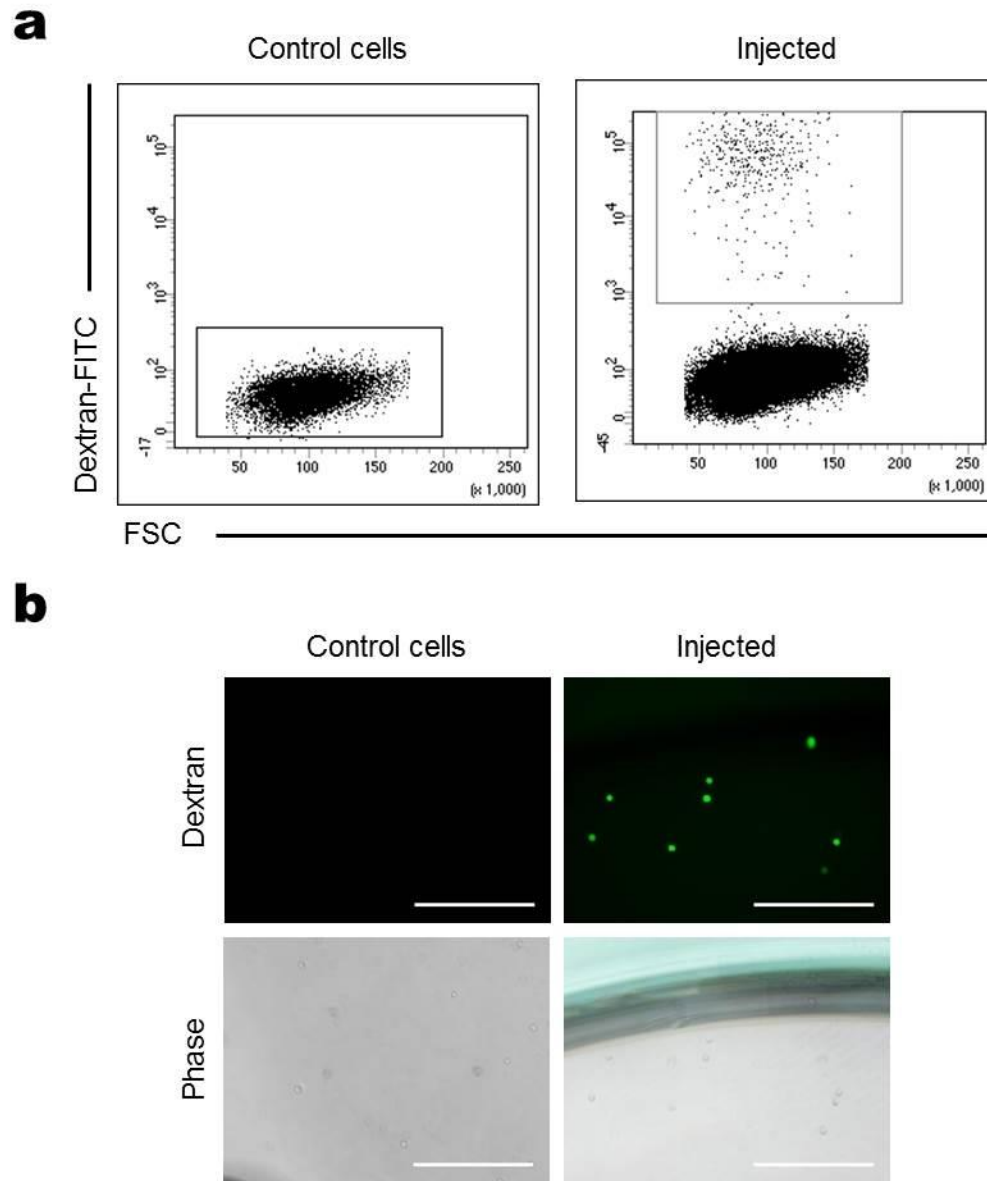 a
Control cells
Injected
Dextran-FITC
10^5
10^4
10^3
10^2
0
-17
50 100 150 200 250
(x 1,000)
10^5
10^4
10^3
10^2
0
-45
50 100 150 200 250
(x 1,000)
FSC
b
Control cells
Injected
Dextran
Phase